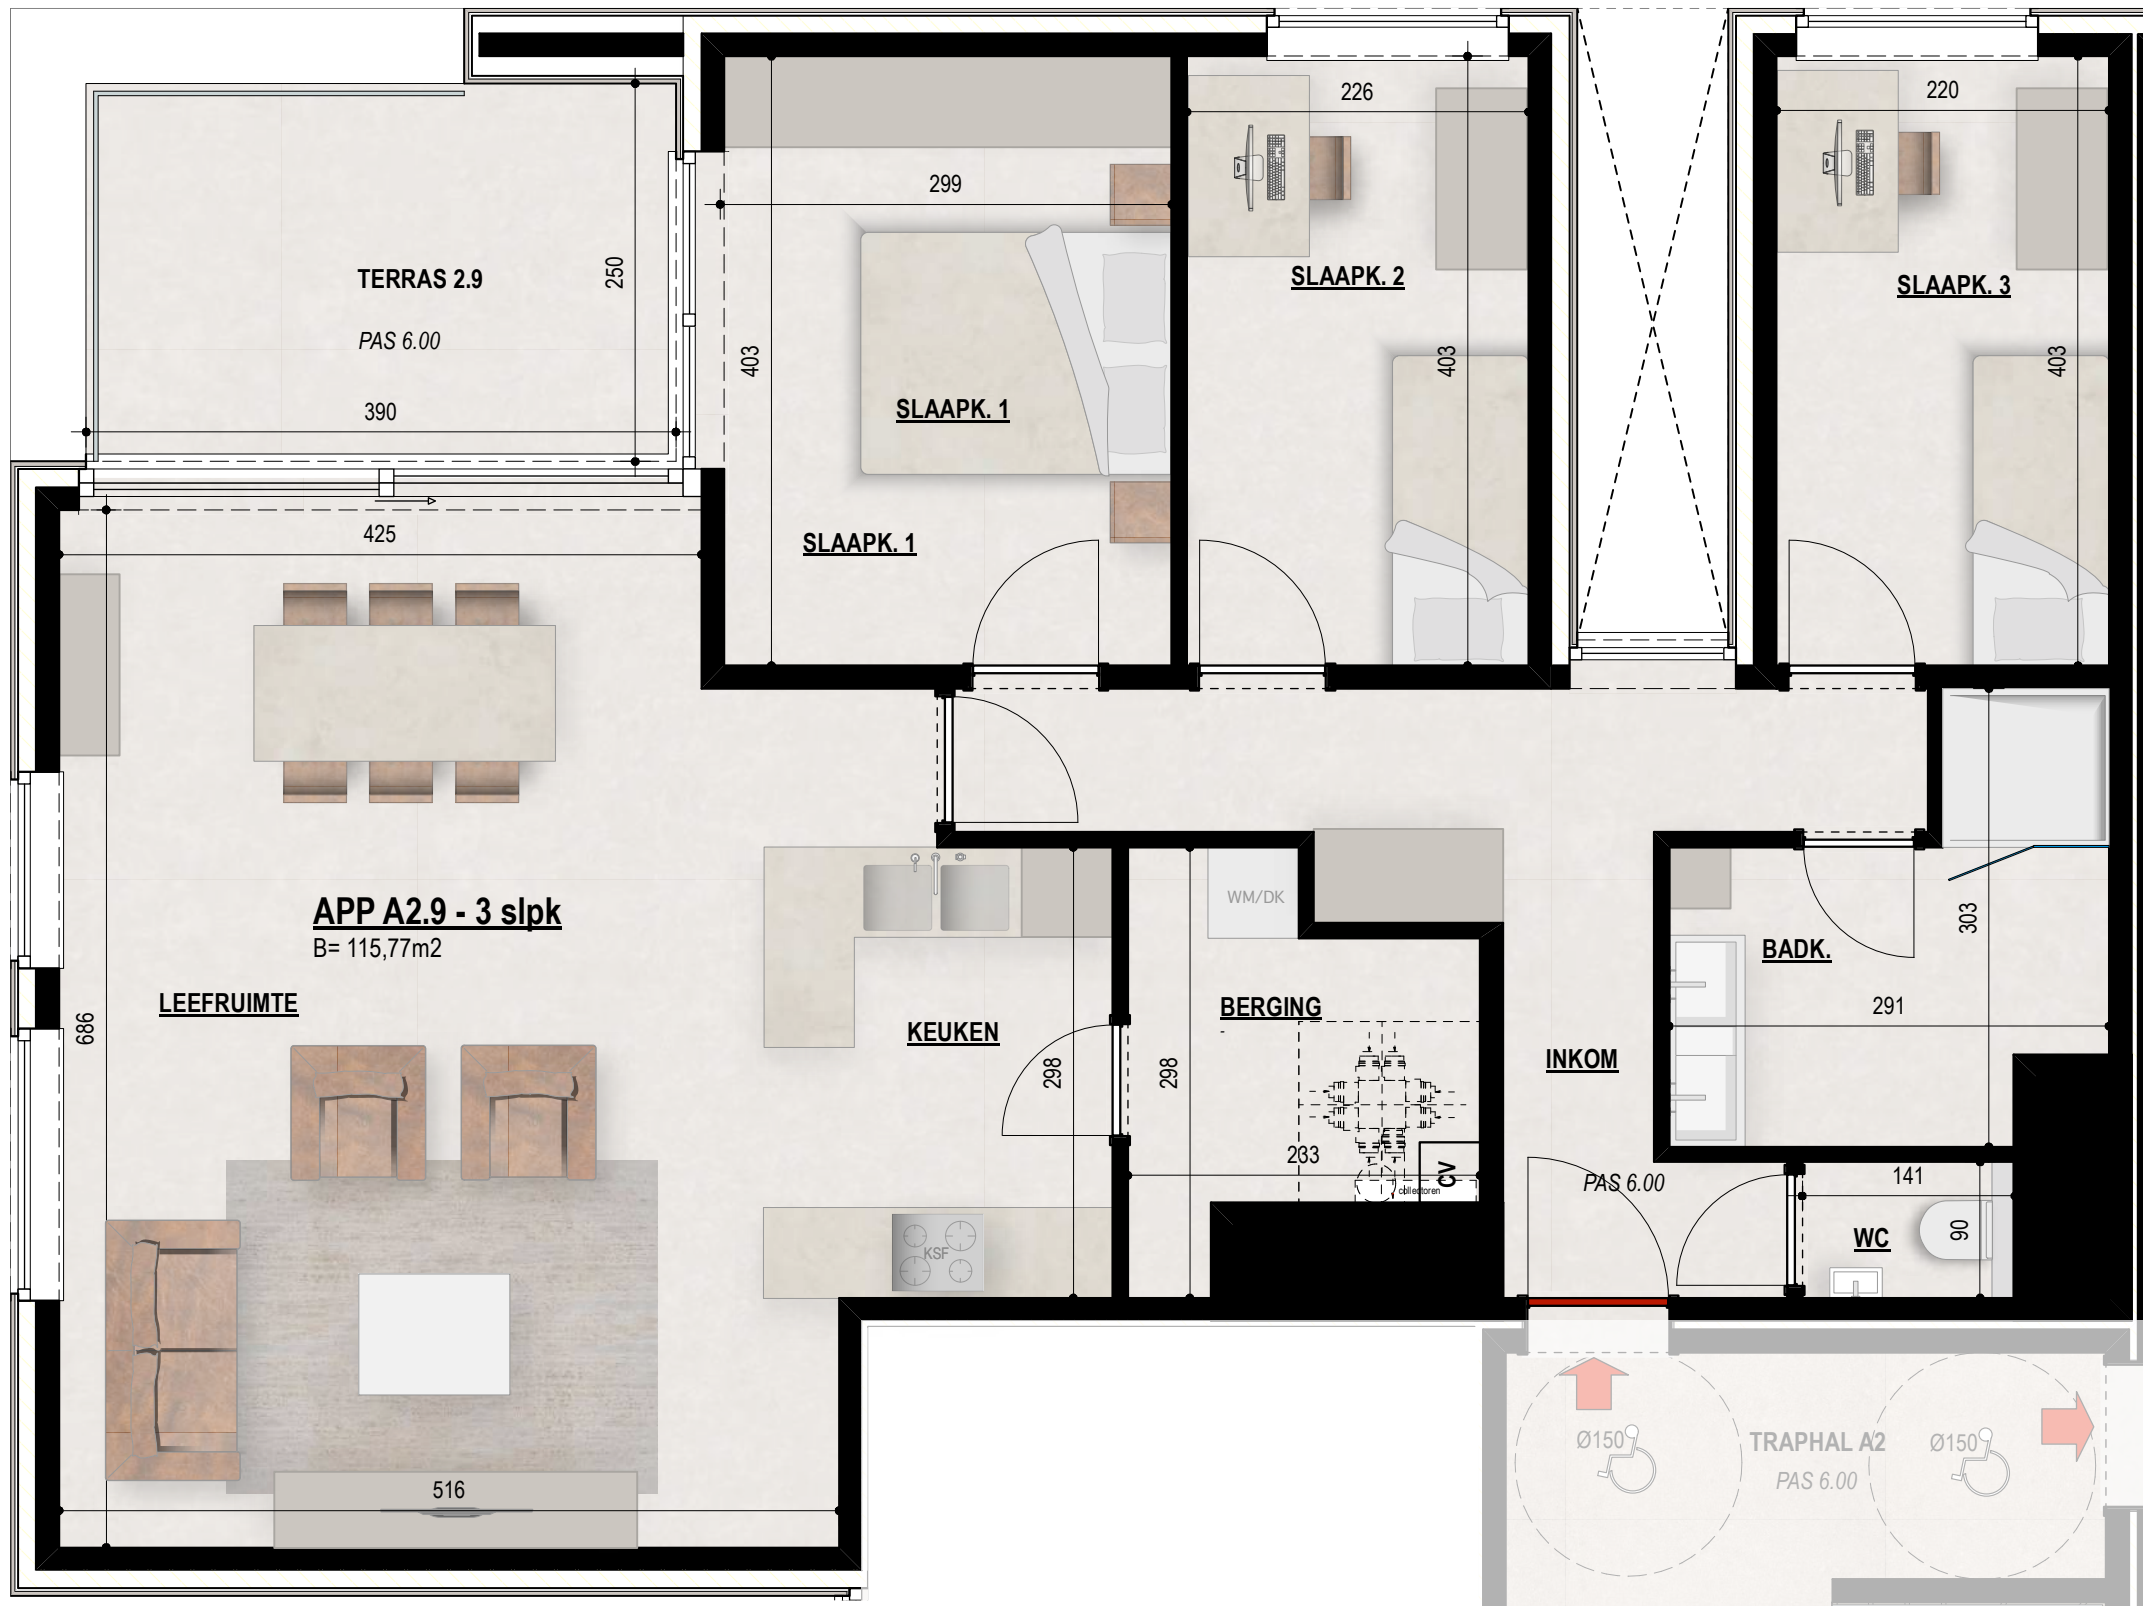 226
220
299
TERRAS 2.9
PAS 6.00
250
390
403
SLAAPK. 1
SLAAPK. 1
SLAAPK. 2
403
SLAAPK. 3
403
425
APP A2.9 - 3 slpk
B= 115,77m2
LEEFRUIMTE
686
KEUKEN
298
WM/DK
BERGING
-
298
233
CV
collectoren
KSF
INKOM
PAS 6.00
BADK.
303
291
141
WC
90
516
Ø150
TRAPHAL A2
PAS 6.00
Ø150